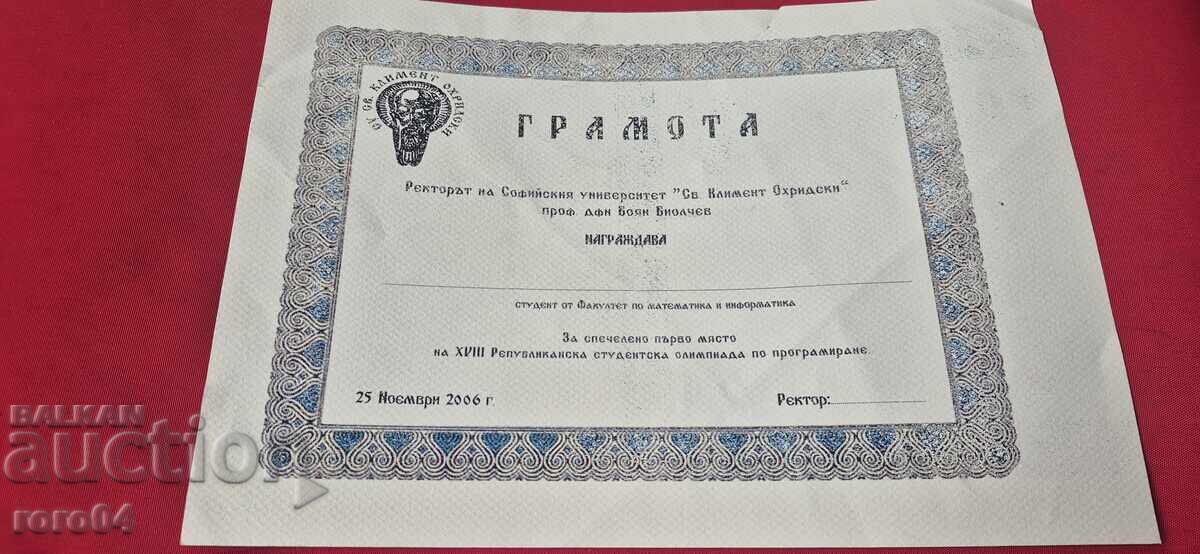 СУ СВ. КЛИМЕНТ ОХРИДСКИ
ГРАМОТА
Ректорът на Софийския университет "Св. Климент Охридски"
проф. дфн Боян Биолчев
НАГРАЖДАВА
студент от Факултет по математика и информатика
За спечелено първо място
на XVIII Републиканска студентска олимпиада по програмиране.
25 Ноември 2006 г.
Ректор:
BALKAN
auction
roro04